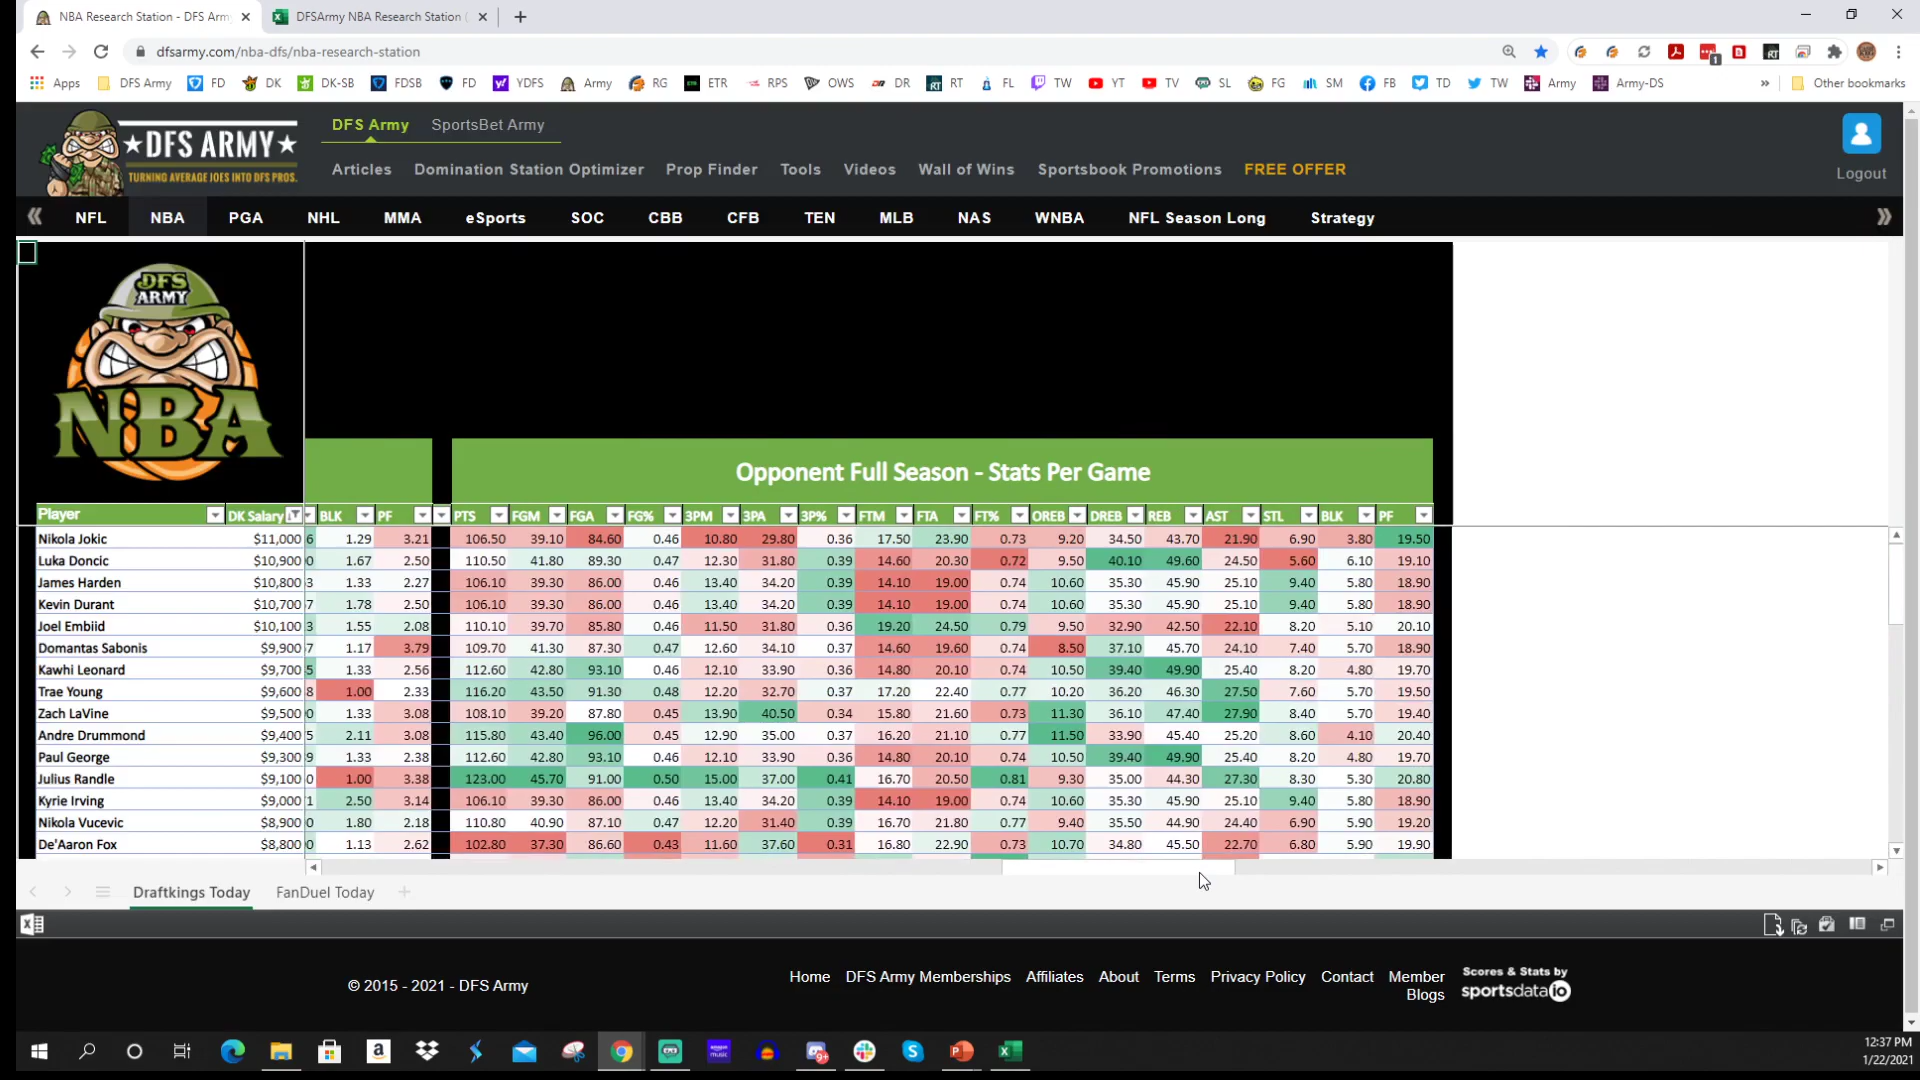 NBA Research Station - DFS Arm
DFSArmy NBA Research Station (
dfsarmy.com/nba-dfs/nba-research-station
Apps DFS Army FD DK DK-SB FDSB FD YDFS Army RG ETR RPS OWS DR RT FL TW YT TV SL FG SM FB TD TW Army Army-DS » Other bookmarks
DFS ARMY
TURNING AVERAGE JOES INTO DFS PROS.
DFS Army SportsBet Army
Articles Domination Station Optimizer Prop Finder Tools Videos Wall of Wins Sportsbook Promotions FREE OFFER
Logout
NFL NBA PGA NHL MMA eSports SOC CBB CFB TEN MLB NAS WNBA NFL Season Long Strategy
DFS
ARMY
NBA
Opponent Full Season - Stats Per Game
Player DK Salary BLK PF PTS FGM FGA FG% 3PM 3PA 3P% FTM FTA FT% OREB DREB REB AST STL BLK PF
Nikola Jokic $11,000 6 1.29 3.21 106.50 39.10 84.60 0.46 10.80 29.80 0.36 17.50 23.90 0.73 9.20 34.50 43.70 21.90 6.90 3.80 19.50
Luka Doncic $10,900 0 1.67 2.50 110.50 41.80 89.30 0.47 12.30 31.80 0.39 14.60 20.30 0.72 9.50 40.10 49.60 24.50 5.60 6.10 19.10
James Harden $10,800 3 1.33 2.27 106.10 39.30 86.00 0.46 13.40 34.20 0.39 14.10 19.00 0.74 10.60 35.30 45.90 25.10 9.40 5.80 18.90
Kevin Durant $10,700 7 1.78 2.50 106.10 39.30 86.00 0.46 13.40 34.20 0.39 14.10 19.00 0.74 10.60 35.30 45.90 25.10 9.40 5.80 18.90
Joel Embiid $10,100 3 1.55 2.08 110.10 39.70 85.80 0.46 11.50 31.80 0.36 19.20 24.50 0.79 9.50 32.90 42.50 22.10 8.20 5.10 20.10
Domantas Sabonis $9,900 7 1.17 3.79 109.70 41.30 87.30 0.47 12.60 34.10 0.37 14.60 19.60 0.74 8.50 37.10 45.70 24.10 7.40 5.70 18.90
Kawhi Leonard $9,700 5 1.33 2.56 112.60 42.80 93.10 0.46 12.10 33.90 0.36 14.80 20.10 0.74 10.50 39.40 49.90 25.40 8.20 4.80 19.70
Trae Young $9,600 8 1.00 2.33 116.20 43.50 91.30 0.48 12.20 32.70 0.37 17.20 22.40 0.77 10.20 36.20 46.30 27.50 7.60 5.70 19.50
Zach LaVine $9,500 0 1.33 3.08 108.10 39.20 87.80 0.45 13.90 40.50 0.34 15.80 21.60 0.73 11.30 36.10 47.40 27.90 8.40 5.70 19.40
Andre Drummond $9,400 5 2.11 3.08 115.80 43.40 96.00 0.45 12.90 35.00 0.37 16.20 21.10 0.77 11.50 33.90 45.40 25.20 8.60 4.10 20.40
Paul George $9,300 9 1.33 2.38 112.60 42.80 93.10 0.46 12.10 33.90 0.36 14.80 20.10 0.74 10.50 39.40 49.90 25.40 8.20 4.80 19.70
Julius Randle $9,100 0 1.00 3.38 123.00 45.70 91.00 0.50 15.00 37.00 0.41 16.70 20.50 0.81 9.30 35.00 44.30 27.30 8.30 5.30 20.80
Kyrie Irving $9,000 1 2.50 3.14 106.10 39.30 86.00 0.46 13.40 34.20 0.39 14.10 19.00 0.74 10.60 35.30 45.90 25.10 9.40 5.80 18.90
Nikola Vucevic $8,900 0 1.80 2.18 110.80 40.90 87.10 0.47 12.20 31.40 0.39 16.70 21.80 0.77 9.40 35.50 44.90 24.40 6.90 5.90 19.20
De'Aaron Fox $8,800 0 1.13 2.62 102.80 37.30 86.60 0.43 11.60 37.60 0.31 16.80 22.90 0.73 10.70 34.80 45.50 22.70 6.80 5.90 19.90
Draftkings Today FanDuel Today
© 2015 - 2021 - DFS Army
Home DFS Army Memberships Affiliates About Terms Privacy Policy Contact Member Blogs
Scores & Stats by
sportsdataio
12:37 PM
1/22/2021